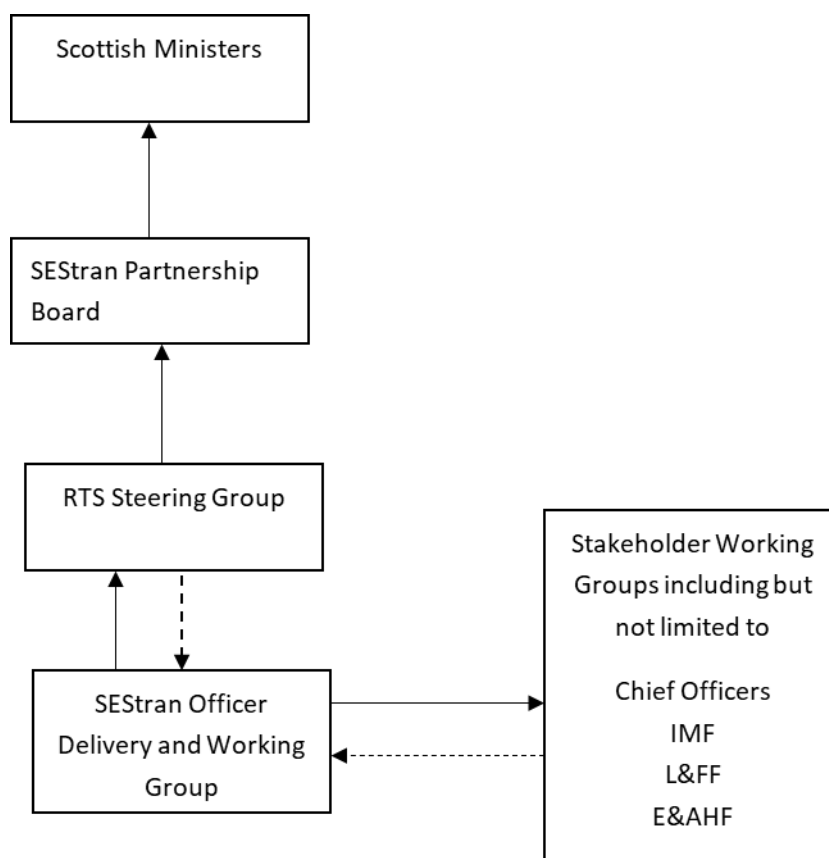 Scottish Ministers
SEStran Partnership
Board
RTS Steering Group
SEStran Officer
Delivery and Working
Group
Stakeholder Working
Groups including but
not limited to
Chief Officers
IMF
L&FF
E&AHF